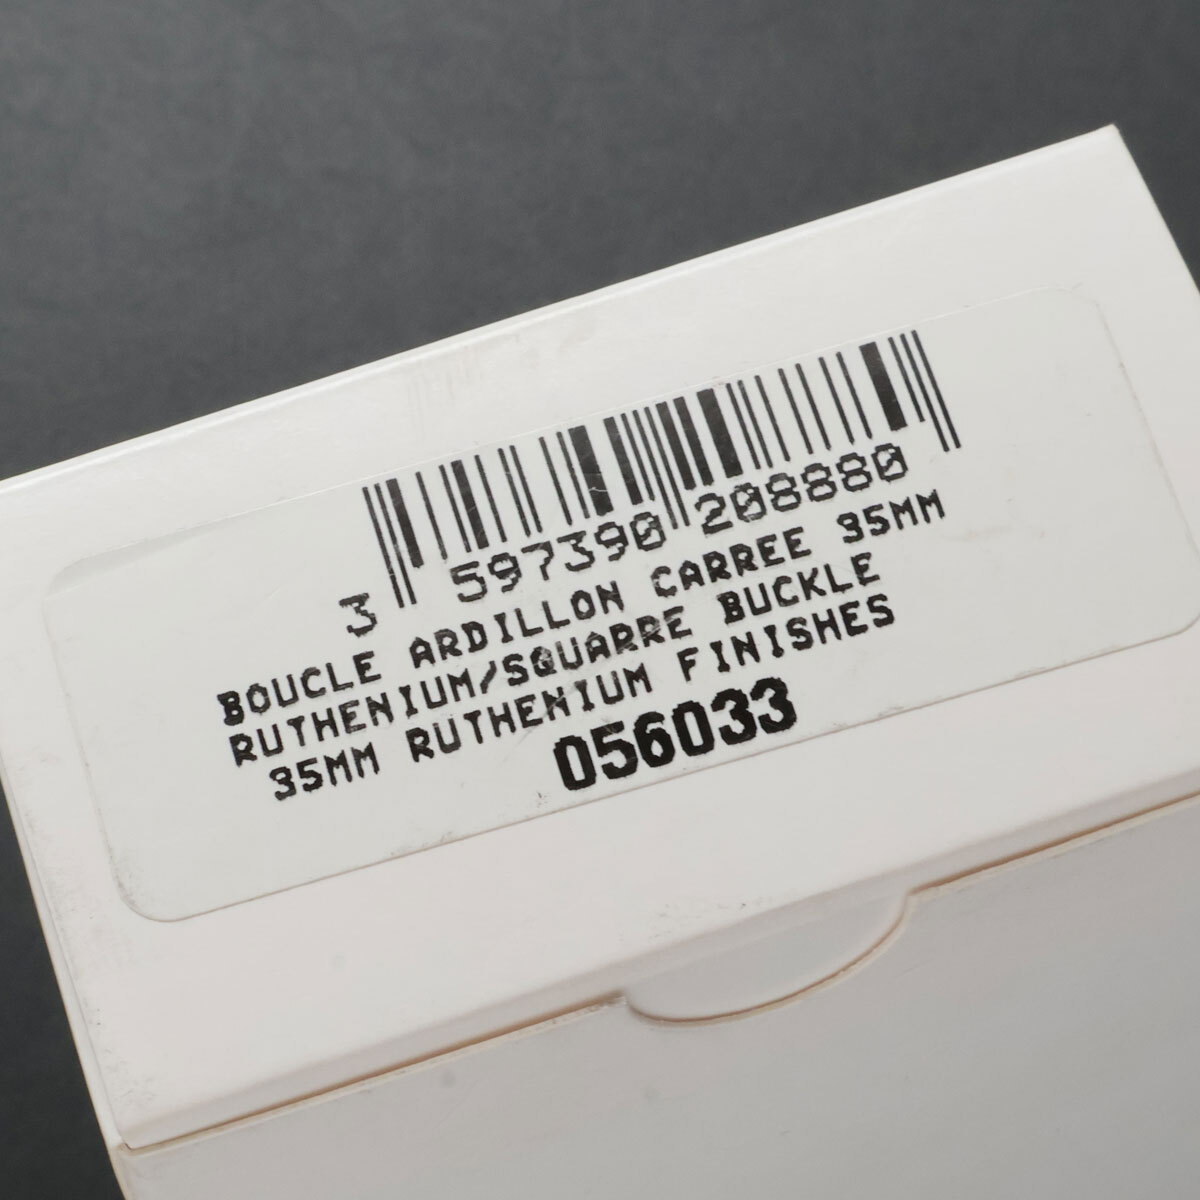 3 597390 208880
BOUCLE ARDILLON CARREE 35MM
RUTHENIUM/SQUARRE BUCKLE
35MM RUTHENIUM FINISHES
056033